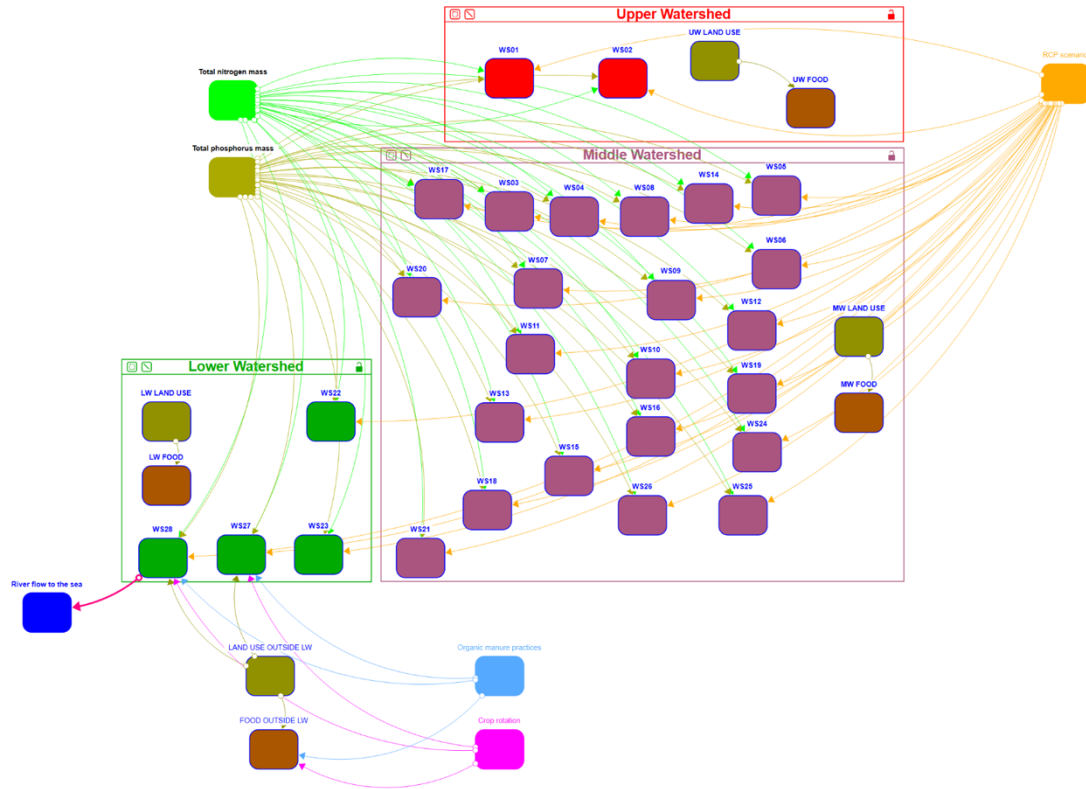 Upper Watershed
WS01
WS02
UW LAND USE
UW FOOD
RCP scenario
Total nitrogen mass
Total phosphorus mass
Middle Watershed
WS17
WS03
WS04
WS08
WS14
WS05
WS06
WS20
WS07
WS09
WS12
MW LAND USE
WS11
WS10
WS19
MW FOOD
WS13
WS16
WS24
WS15
WS18
WS26
WS25
WS21
Lower Watershed
LW LAND USE
WS22
LW FOOD
WS28
WS27
WS23
River flow to the sea
LAND USE OUTSIDE LW
Organic manure practices
FOOD OUTSIDE LW
Crop rotation